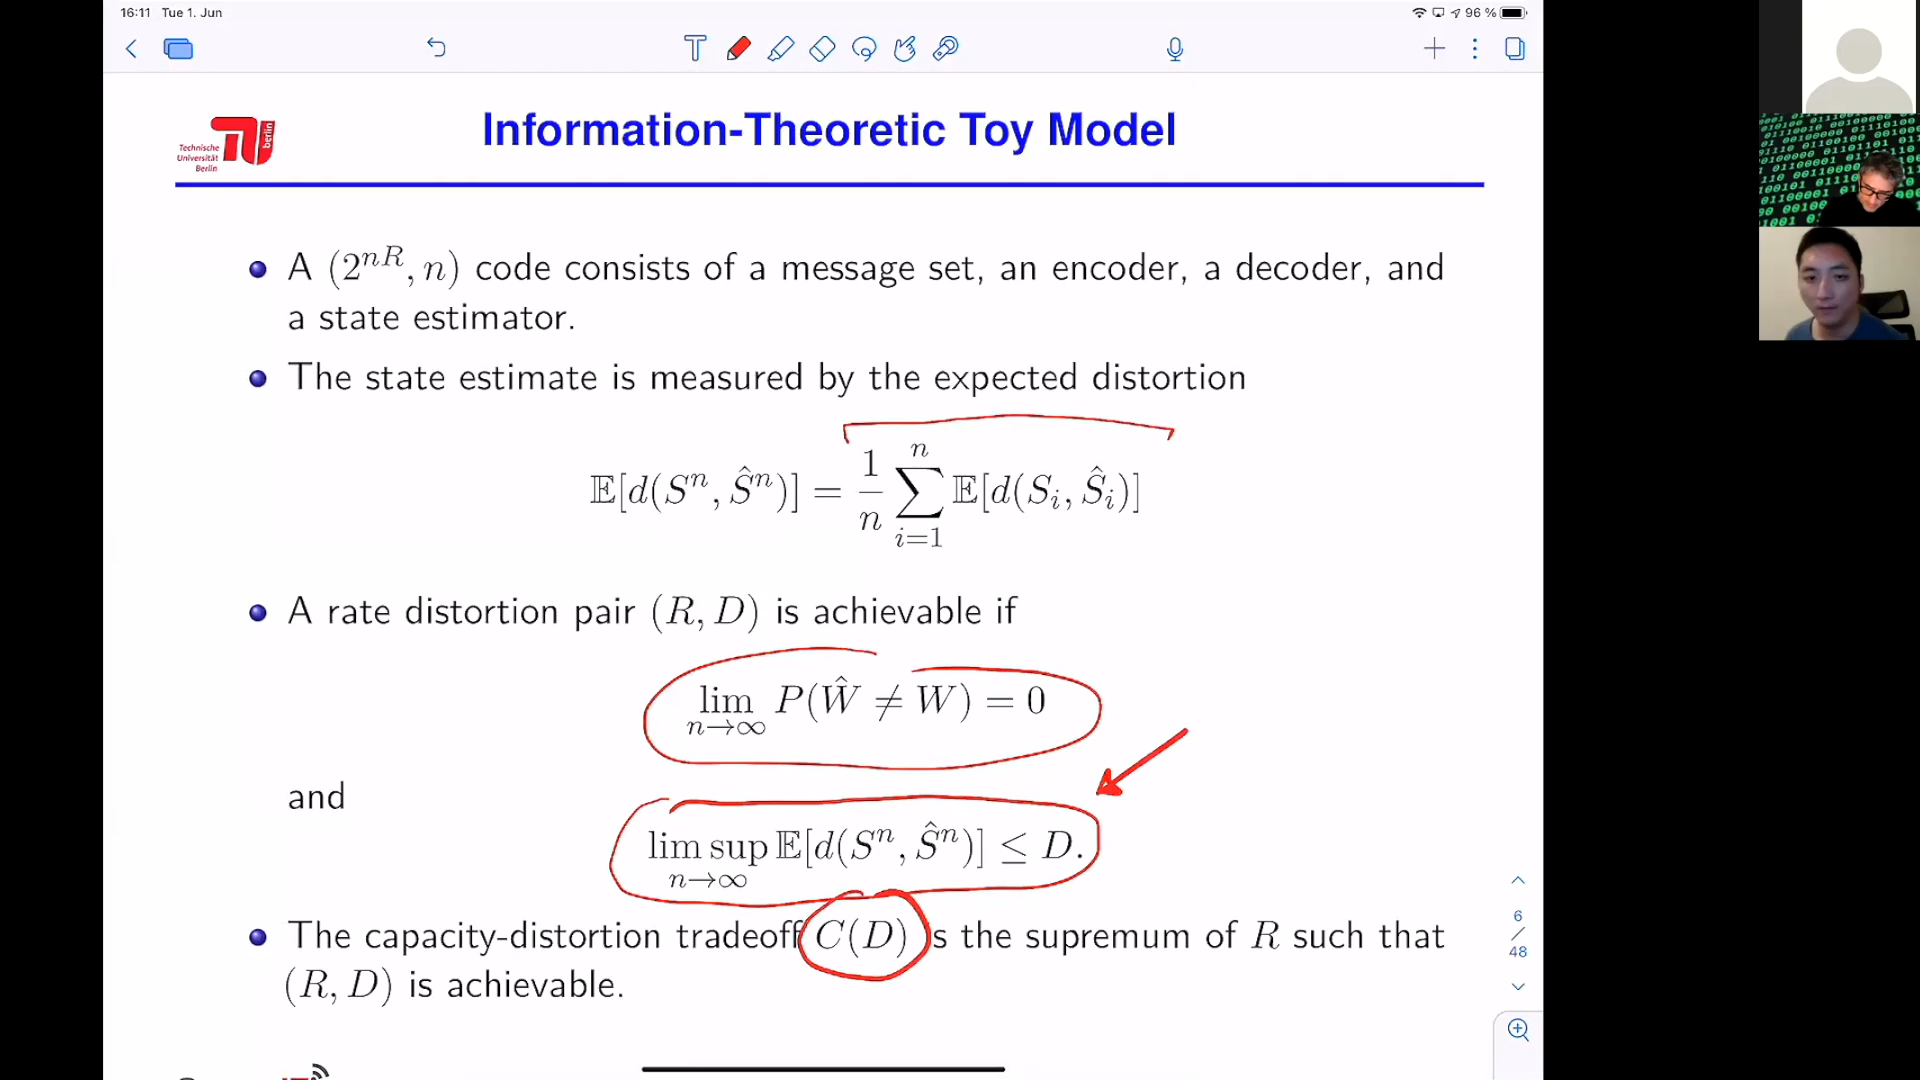 16:11 Tue 1. Jun
96 %
Technische
Universität
Berlin
berlin
Information-Theoretic Toy Model
A (2^{nR}, n) code consists of a message set, an encoder, a decoder, and
a state estimator.
The state estimate is measured by the expected distortion
𝔼[d(S^n, Ŝ^n)] = \frac{1}{n} \sum_{i=1}^{n} 𝔼[d(S_i, Ŝ_i)]
A rate distortion pair (R, D) is achievable if
lim_{n→∞} P(Ŵ ≠ W) = 0
and
lim sup_{n→∞} 𝔼[d(S^n, Ŝ^n)] ≤ D.
The capacity-distortion tradeoff C(D) is the supremum of R such that
(R, D) is achievable.
6
/
48